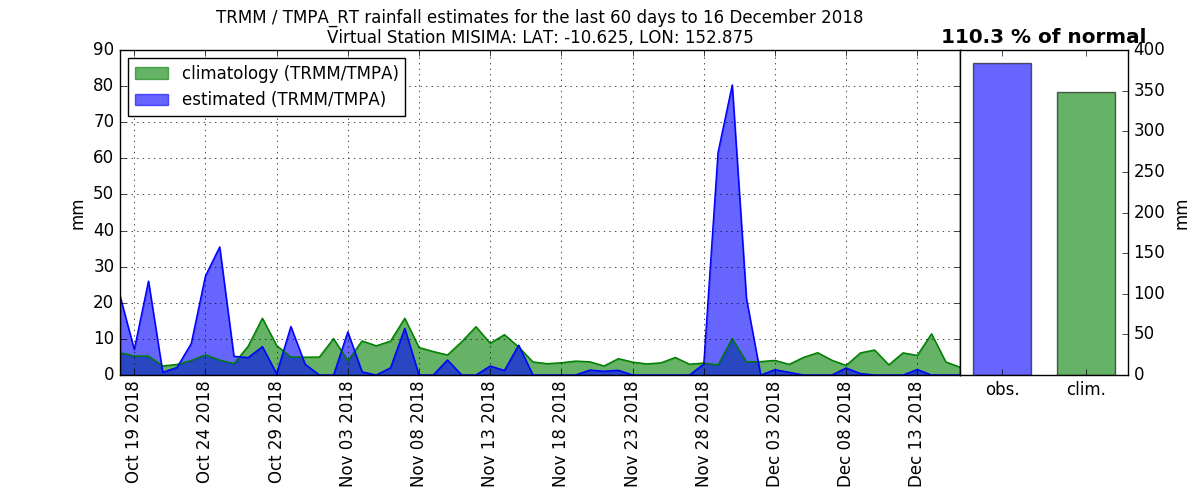 TRMM / TMPA_RT rainfall estimates for the last 60 days to 16 December 2018
Virtual Station MISIMA: LAT: -10.625, LON: 152.875
110.3 % of normal
climatology (TRMM/TMPA)
estimated (TRMM/TMPA)
mm
90
80
70
60
50
40
30
20
10
0
Oct 19 2018
Oct 24 2018
Oct 29 2018
Nov 03 2018
Nov 08 2018
Nov 13 2018
Nov 18 2018
Nov 23 2018
Nov 28 2018
Dec 03 2018
Dec 08 2018
Dec 13 2018
obs.
clim.
400
350
300
250
200
150
100
50
0
mm